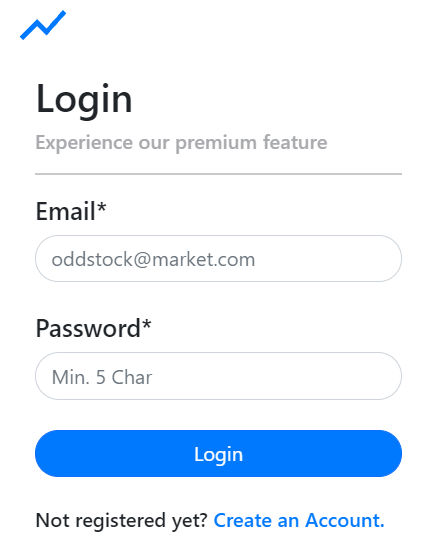 Login
Experience our premium feature
Email*
oddstock@market.com
Password*
Min. 5 Char
Login
Not registered yet? Create an Account.